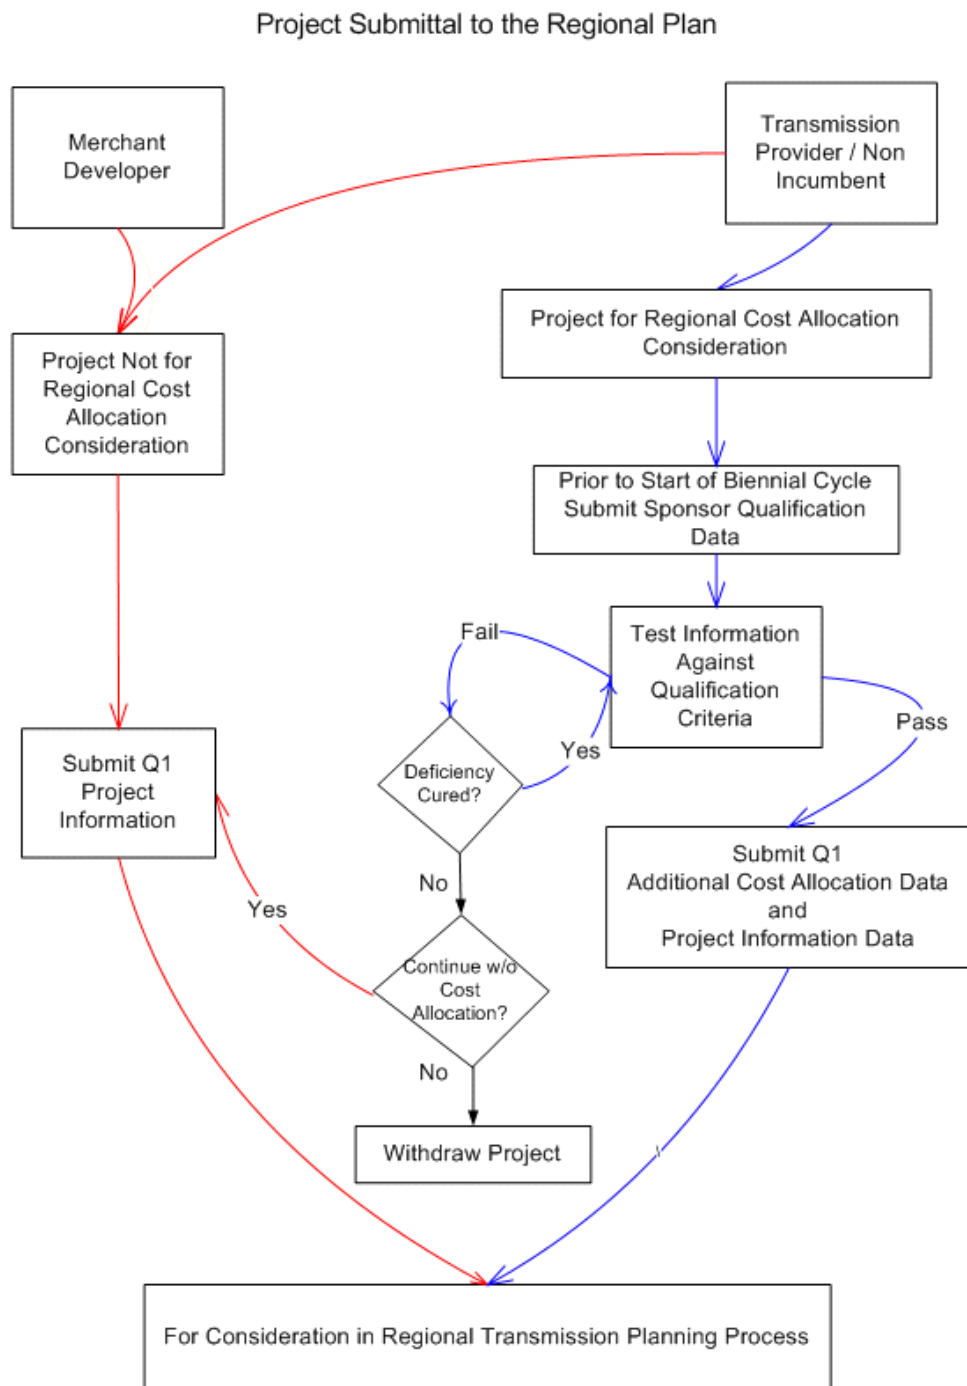 Project Submittal to the Regional Plan
Merchant
Developer
Transmission
Provider / Non
Incumbent
Project for Regional Cost Allocation
Consideration
Project Not for
Regional Cost
Allocation
Consideration
Prior to Start of Biennial Cycle
Submit Sponsor Qualification
Data
Test Information
Against
Qualification
Criteria
Fail
Yes
Pass
Deficiency
Cured?
Submit Q1
Project
Information
No
Submit Q1
Additional Cost Allocation Data
and
Project Information Data
Yes
Continue w/o
Cost
Allocation?
No
Withdraw Project
For Consideration in Regional Transmission Planning Process